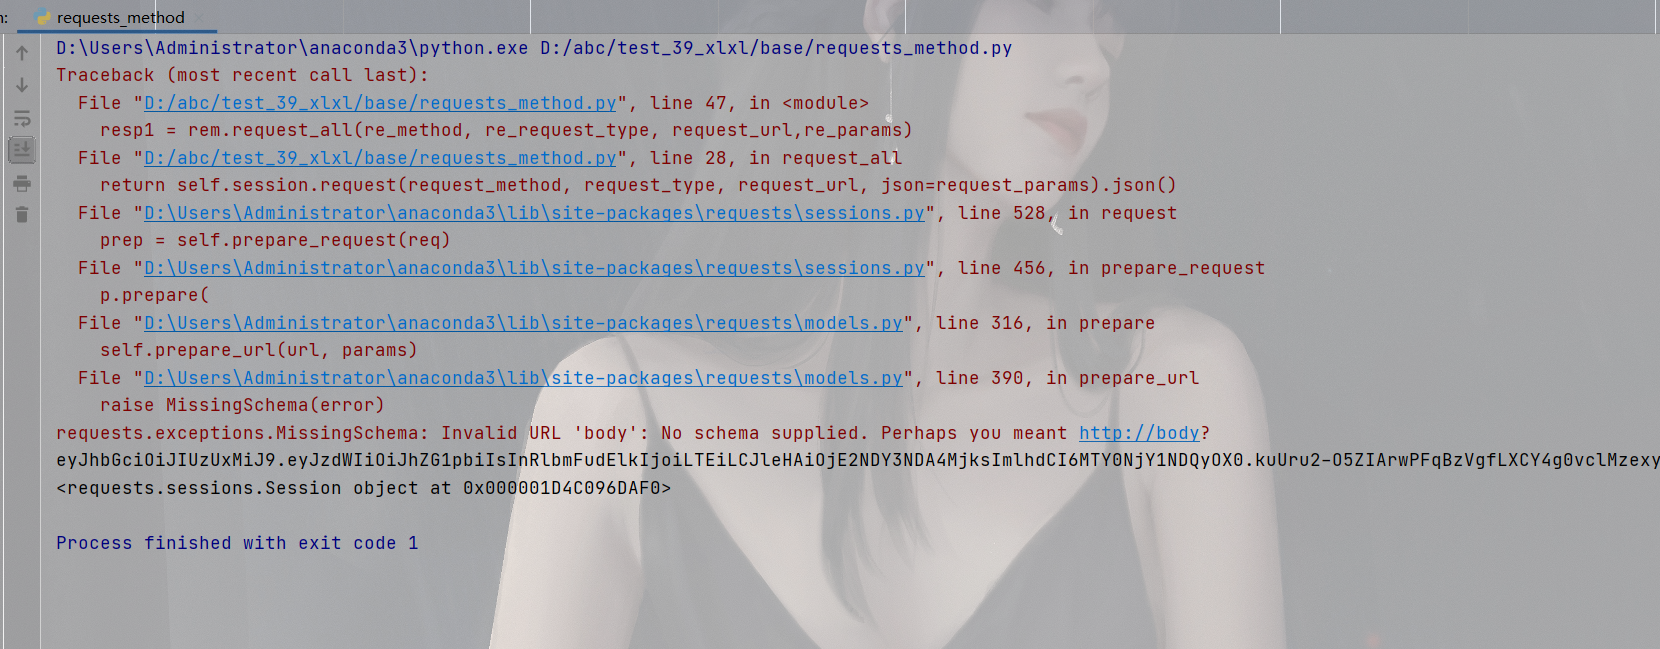 n:
requests_method
D:\Users\Administrator\anaconda3\python.exe D:/abc/test_39_xlxl/base/requests_method.py
Traceback (most recent call last):
  File "D:/abc/test_39_xlxl/base/requests_method.py", line 47, in <module>
    resp1 = rem.request_all(re_method, re_request_type, request_url,re_params)
  File "D:/abc/test_39_xlxl/base/requests_method.py", line 28, in request_all
    return self.session.request(request_method, request_type, request_url, json=request_params).json()
  File "D:\Users\Administrator\anaconda3\lib\site-packages\requests\sessions.py", line 528, in request
    prep = self.prepare_request(req)
  File "D:\Users\Administrator\anaconda3\lib\site-packages\requests\sessions.py", line 456, in prepare_request
    p.prepare(
  File "D:\Users\Administrator\anaconda3\lib\site-packages\requests\models.py", line 316, in prepare
    self.prepare_url(url, params)
  File "D:\Users\Administrator\anaconda3\lib\site-packages\requests\models.py", line 390, in prepare_url
    raise MissingSchema(error)
requests.exceptions.MissingSchema: Invalid URL 'body': No schema supplied. Perhaps you meant http://body?
eyJhbGciOiJIUzUxMiJ9.eyJzdWIiOiJhZG1pbiIsInRlbmFudElkIjoiLTEiLCJleHAiOjE2NDY3NDA4MjksImlhdCI6MTY0NjY1NDQyOX0.kuUru2-O5ZIArwPFqBzVgfLXCY4g0vclMzexy
<requests.sessions.Session object at 0x000001D4C096DAF0>
Process finished with exit code 1